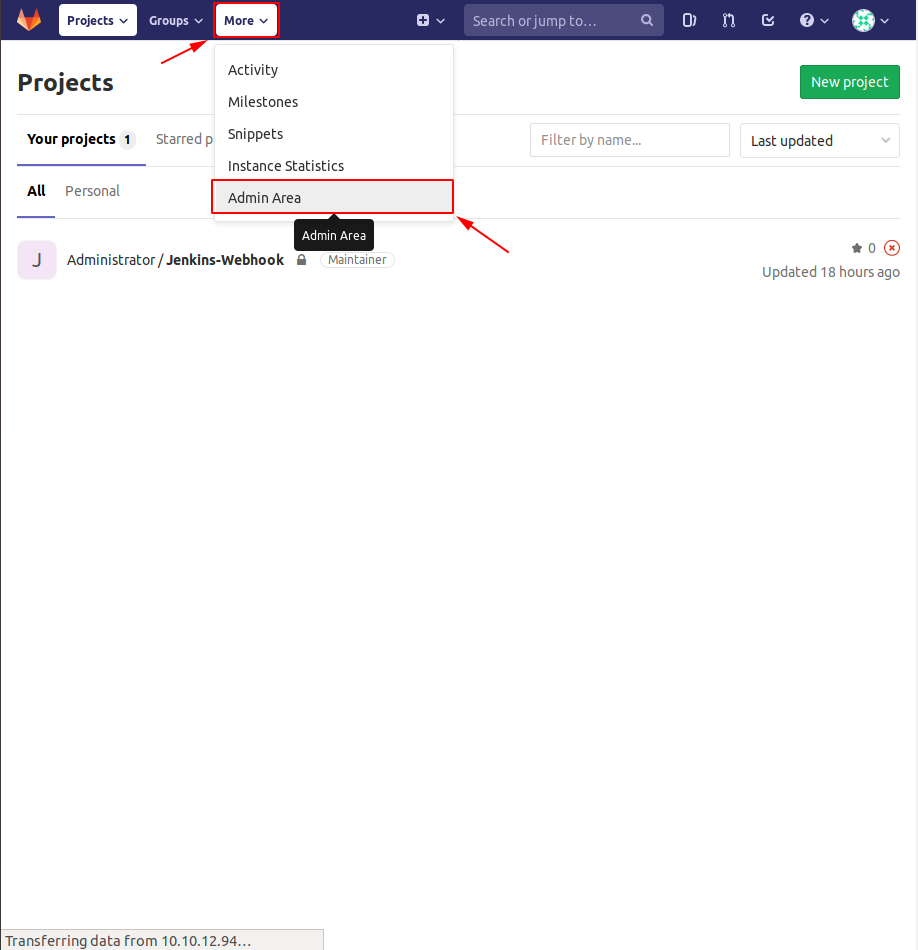 Projects Groups More Search or jump to...
Activity
Projects
New project
Milestones
Your projects 1 Starred p
Snippets
Filter by name...
Last updated
Instance Statistics
All Personal
Admin Area
Admin Area
J Administrator / Jenkins-Webhook Maintainer
0
Updated 18 hours ago
Transferring data from 10.10.12.94...